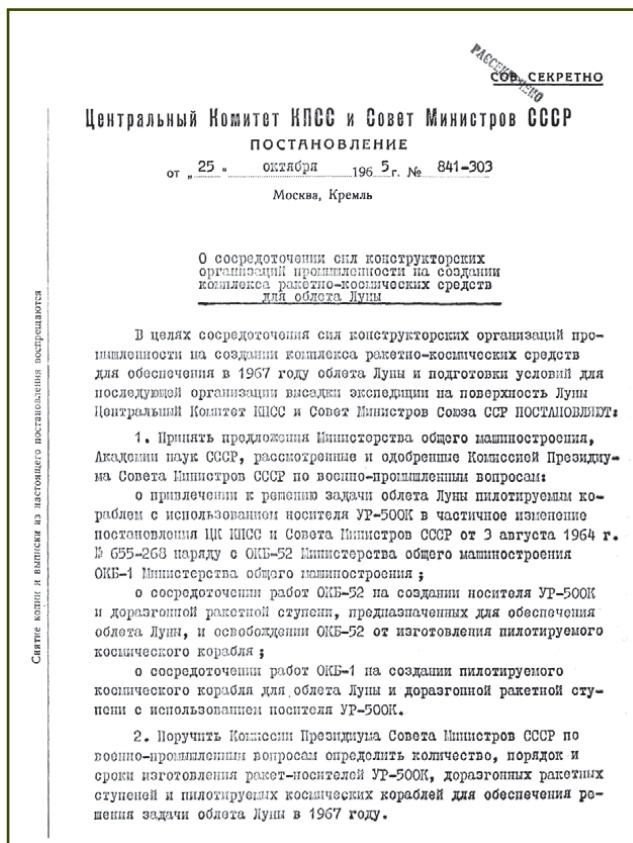 РАССЕКРЕЧЕНО
СОВ. СЕКРЕТНО
Центральный Комитет КПСС и Совет Министров СССР
ПОСТАНОВЛЕНИЕ
от „ 25 " октября 196 5 г. № 841-303
Москва, Кремль
О сосредоточении сил конструкторских
организаций промышленности на создании
комплекса ракетно-космических средств
для облета Луны
В целях сосредоточения сил конструкторских организаций про-
мышленности на создании комплекса ракетно-космических средств
для обеспечения в 1967 году облета Луны и подготовки условий для
последующей организации высадки экспедиции на поверхность Луны
Центральный Комитет КПСС и Совет Министров Союза ССР ПОСТАНОВЛЯЮТ:
1. Принять предложения Министерства общего машиностроения,
Академии наук СССР, рассмотренные и одобренные Комиссией Президиу-
ма Совета Министров СССР по военно-промышленным вопросам:
о привлечении к решению задачи облета Луны пилотируемым ко-
раблем с использованием носителя УР-500К в частичное изменение
постановления ЦК КПСС и Совета Министров СССР от 3 августа 1964 г.
№ 655-268 наряду с ОКБ-52 Министерства общего машиностроения
ОКБ-1 Министерства общего машиностроения;
о сосредоточении работ ОКБ-52 на создании носителя УР-500К
и доразгонной ракетной ступени, предназначенных для обеспечения
облета Луны, и освобождении ОКБ-52 от изготовления пилотируемого
космического корабля;
о сосредоточении работ ОКБ-1 на создании пилотируемого
космического корабля для облета Луны и доразгонной ракетной сту-
пени с использованием носителя УР-500К.
2. Поручить Комиссии Президиума Совета Министров СССР по
военно-промышленным вопросам определить количество, порядок и
сроки изготовления ракет-носителей УР-500К, доразгонных ракетных
ступеней и пилотируемых космических кораблей для обеспечения ре-
шения задачи облета Луны в 1967 году.
Снятие копии и выписки из настоящего постановления воспрещаются